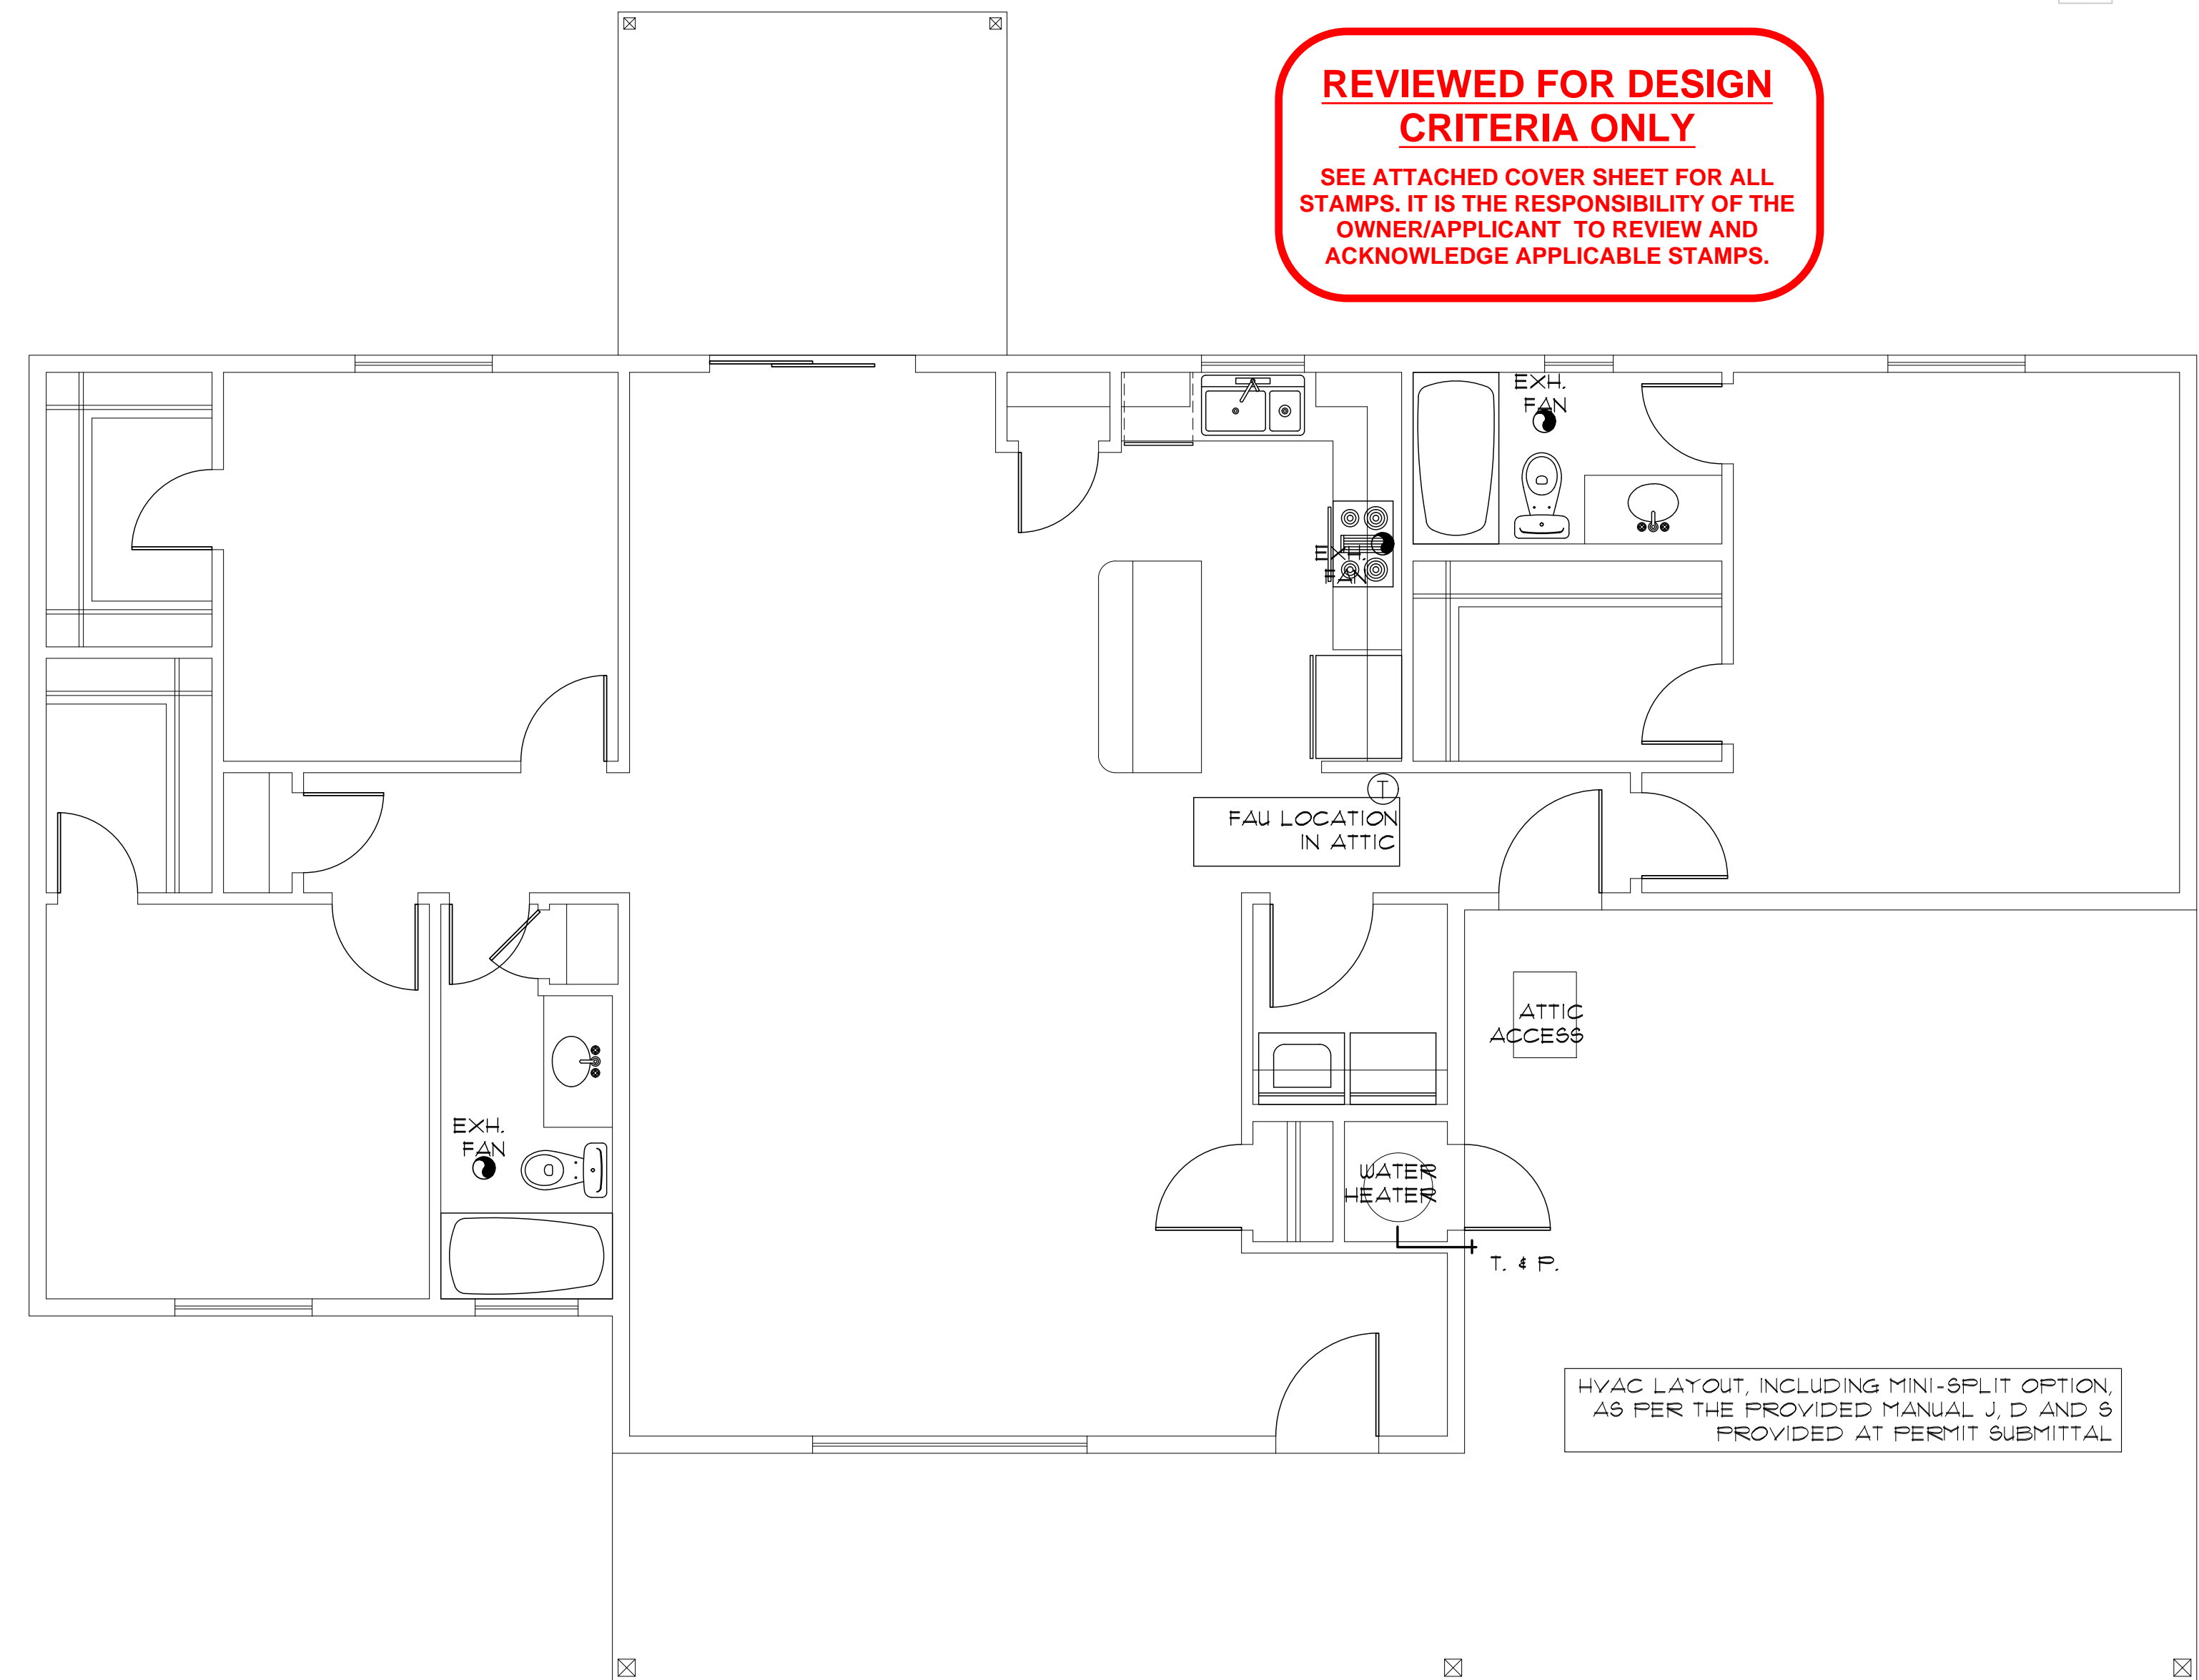 REVIEWED FOR DESIGN
CRITERIA ONLY
SEE ATTACHED COVER SHEET FOR ALL
STAMPS. IT IS THE RESPONSIBILITY OF THE
OWNER/APPLICANT TO REVIEW AND
ACKNOWLEDGE APPLICABLE STAMPS.
EXH.
FAN
EXH.
FAN
T
FAU LOCATION
IN ATTIC
ATTIC
ACCESS
EXH.
FAN
WATER
HEATER
T. & P.
HVAC LAYOUT, INCLUDING MINI-SPLIT OPTION,
AS PER THE PROVIDED MANUAL J, D AND S
PROVIDED AT PERMIT SUBMITTAL